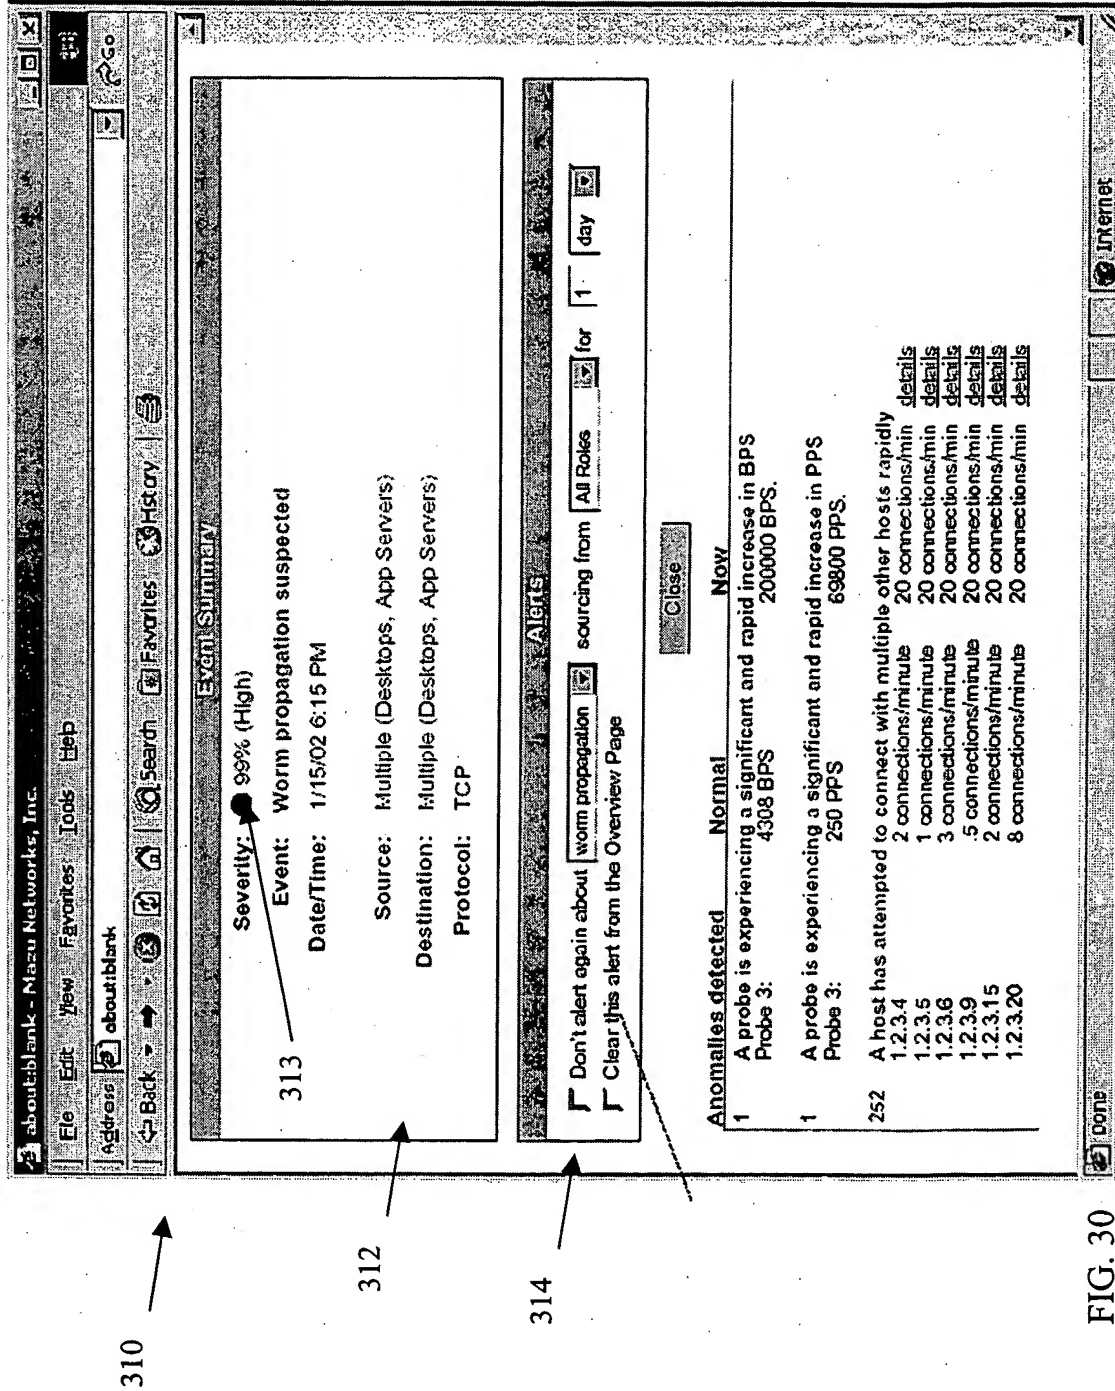 about:blank - Mazu Networks, Inc.
File Edit View Favorites Tools Help
Address about:blank Go
Back Search Favorites History
Event Summary
Severity: 99% (High)
Event: Worm propagation suspected
Date/Time: 1/15/02 6:15 PM
Source: Multiple (Desktops, App Servers)
Destination: Multiple (Desktops, App Servers)
Protocol: TCP
Alerts
Don't alert again about worm propagation sourcing from All Roles for 1 day
Clear this alert from the Overview Page
Close
Anomalies detected Normal Now
1 A probe is experiencing a significant and rapid increase in BPS
Probe 3: 4308 BPS 200000 BPS.
1 A probe is experiencing a significant and rapid increase in PPS
Probe 3: 250 PPS 69800 PPS.
252 A host has attempted to connect with multiple other hosts rapidly
1.2.3.4 2 connections/minute 20 connections/min details
1.2.3.5 1 connections/minute 20 connections/min details
1.2.3.6 3 connections/minute 20 connections/min details
1.2.3.9 .5 connections/minute 20 connections/min details
1.2.3.15 2 connections/minute 20 connections/min details
1.2.3.20 8 connections/minute 20 connections/min details
Done Internet
310
312
313
314
FIG. 30